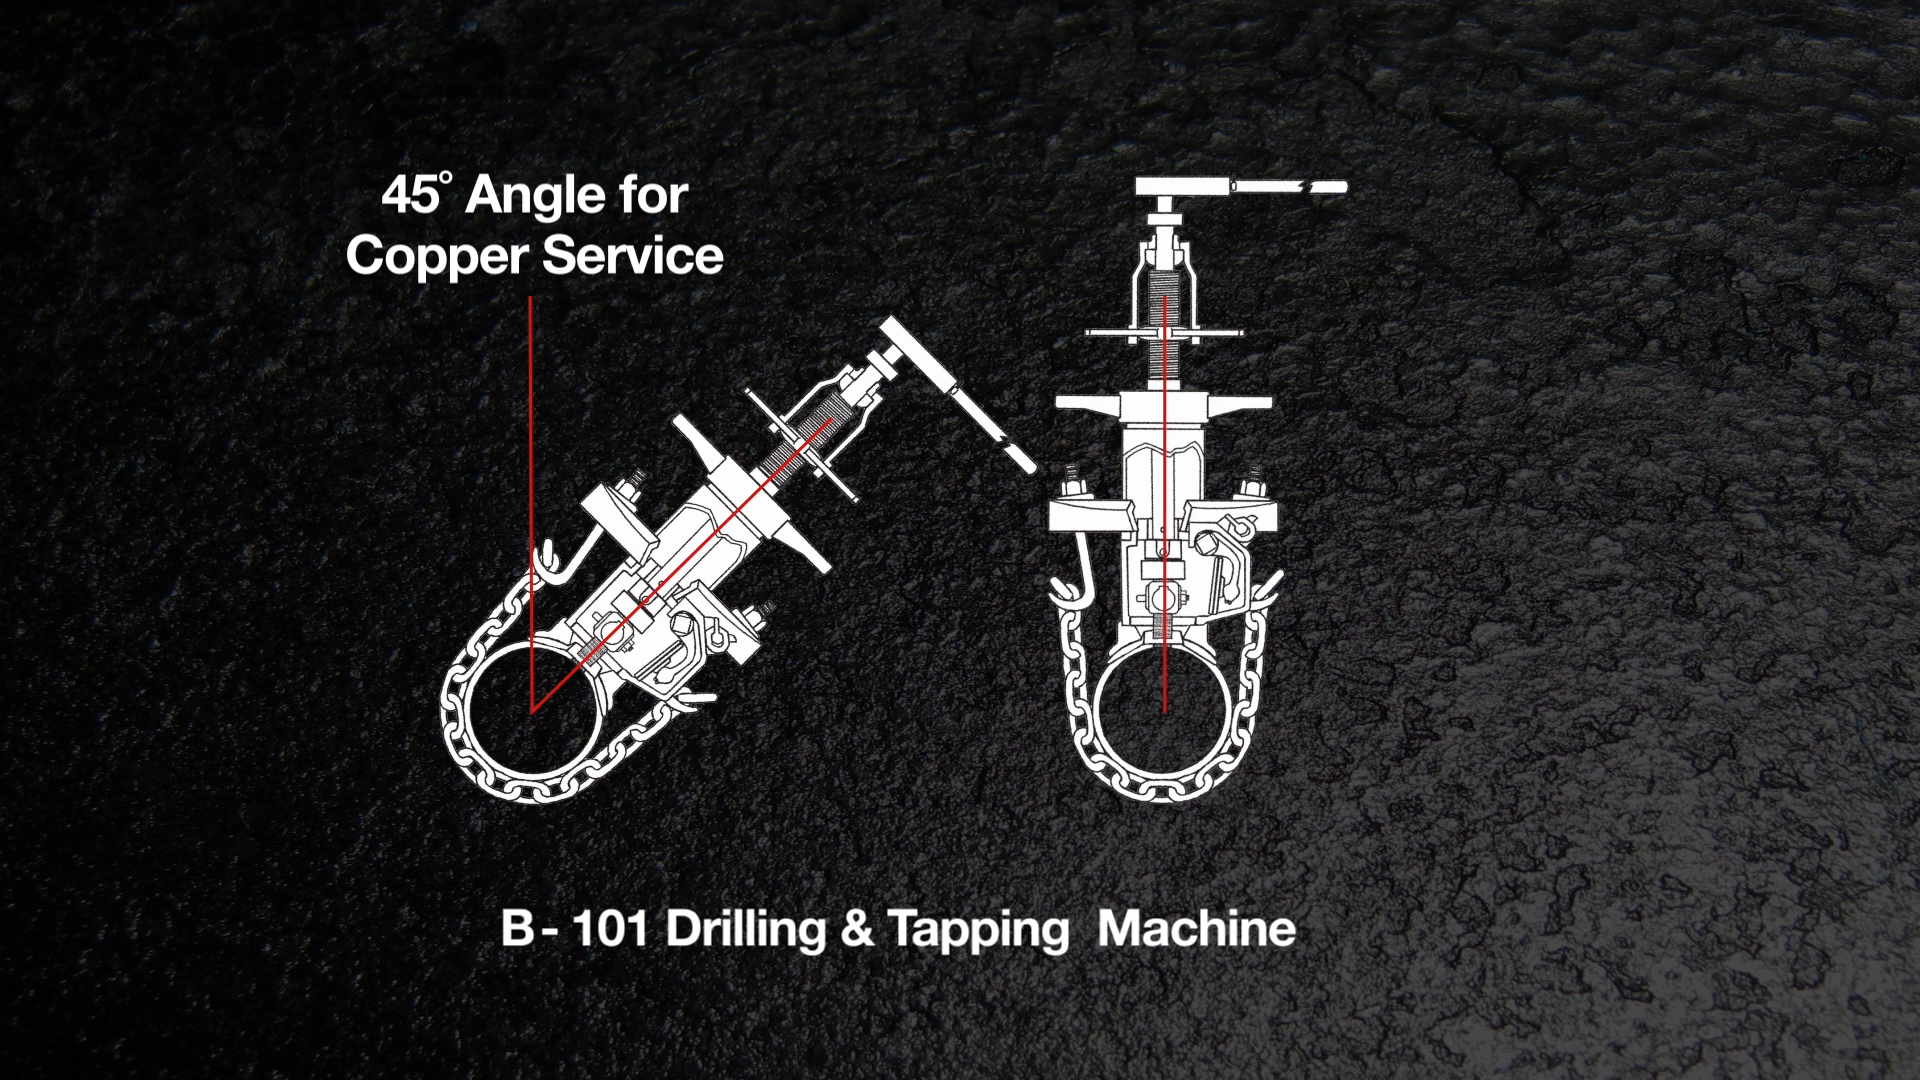 45° Angle for
Copper Service
B - 101 Drilling & Tapping Machine